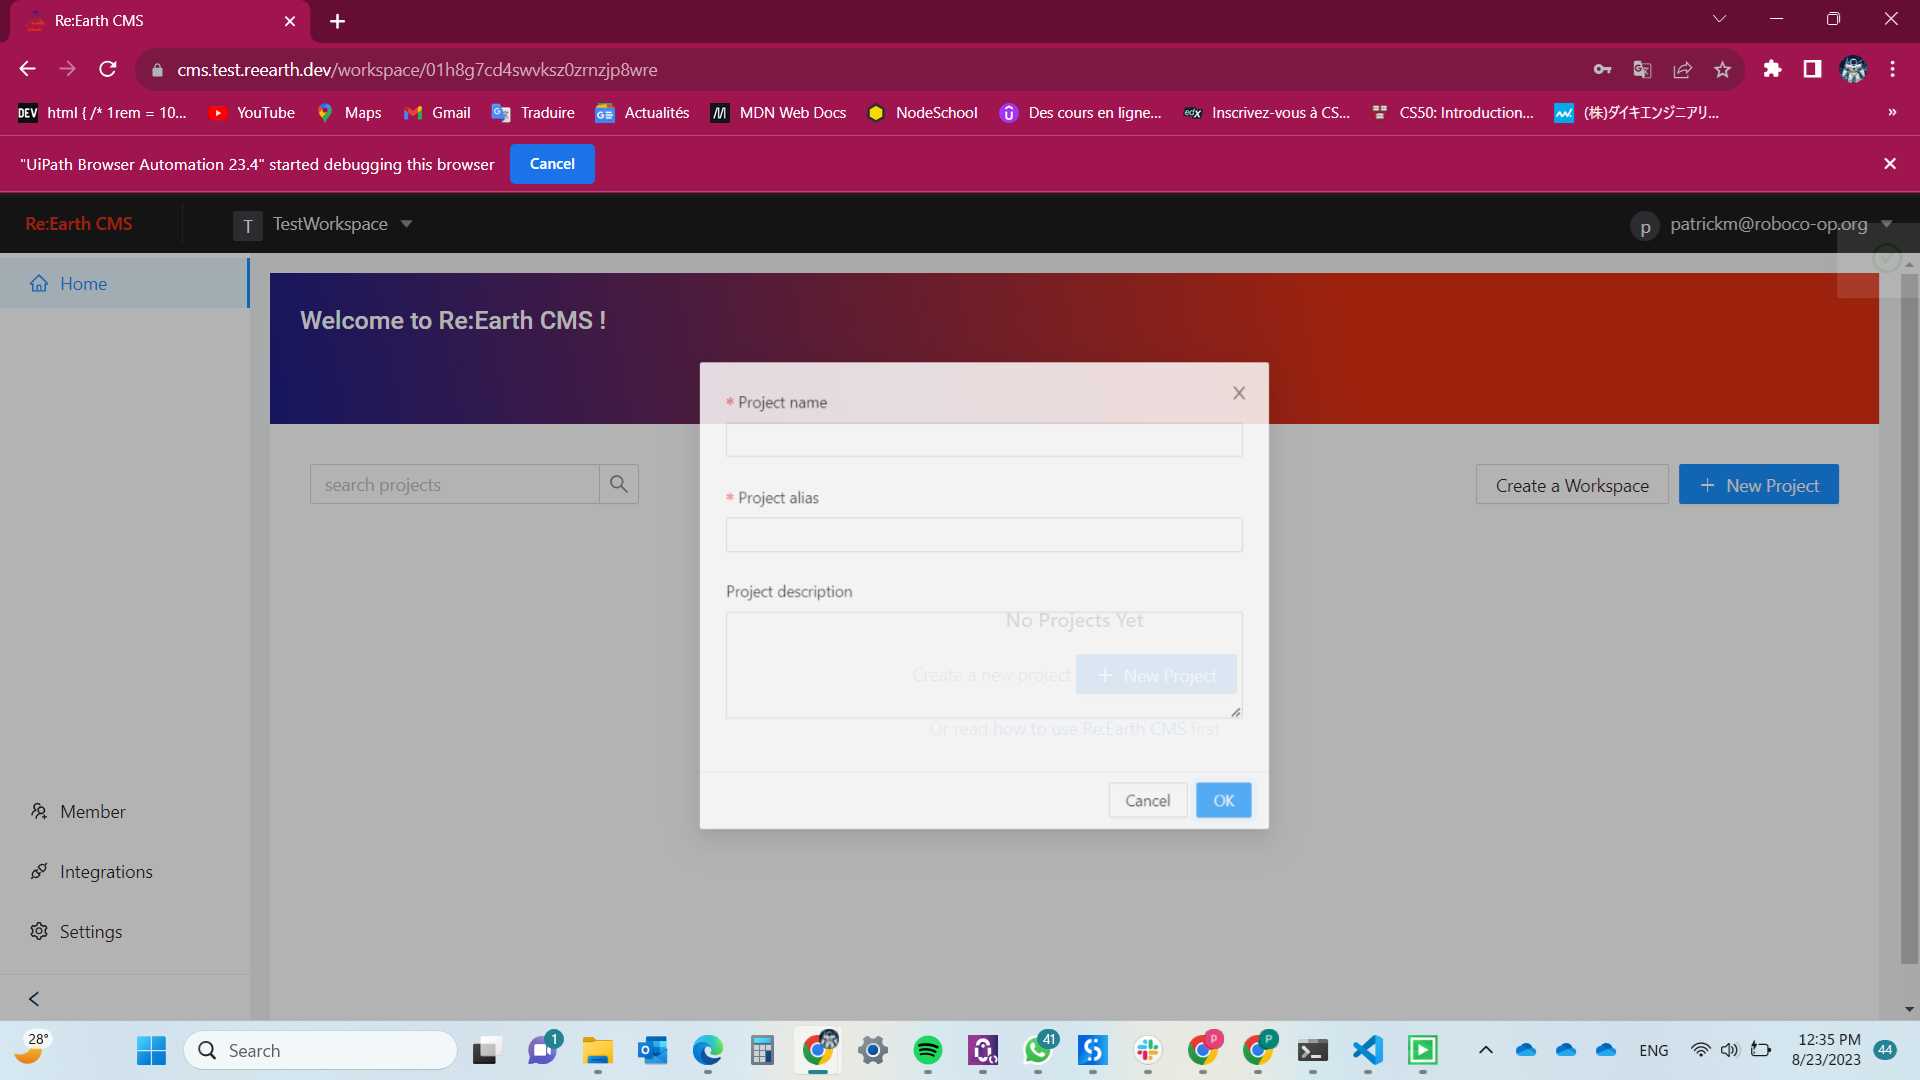 Re:Earth CMS
cms.test.reearth.dev/workspace/01h8g7cd4swvksz0zrnzjp8wre
DEV html { /* 1rem = 10... YouTube Maps Gmail Traduire Actualités MDN Web Docs NodeSchool Des cours en ligne... edX Inscrivez-vous à CS... CS50: Introduction... (株)ダイキエンジニアリ... »
"UiPath Browser Automation 23.4" started debugging this browser Cancel
Re:Earth CMS T TestWorkspace p patrickm@roboco-op.org
Home
Welcome to Re:Earth CMS !
* Project name
search projects
Create a Workspace
+ New Project
* Project alias
Project description
No Projects Yet
Create a new project + New Project
Or read how to use Re:Earth CMS first
Cancel OK
Member
Integrations
Settings
28° Search 1 41 P P ENG 12:35 PM
8/23/2023 44